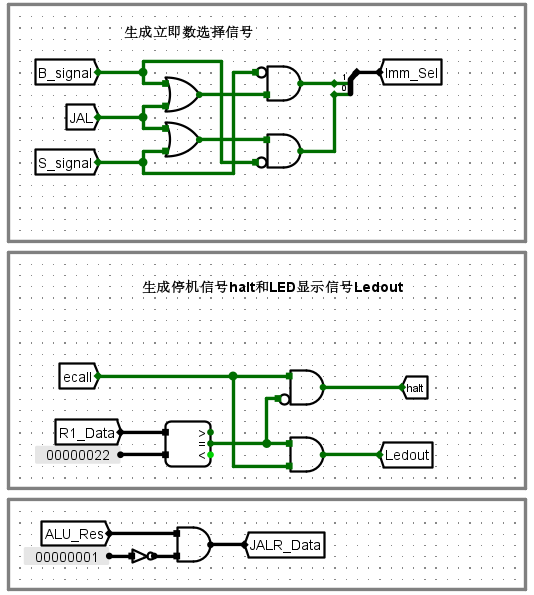 生成立即数选择信号
B_signal
JAL
S_signal
1
0
Imm_Sel
生成停机信号halt和LED显示信号Ledout
ecall
halt
R1_Data
00000022
>
=
<
Ledout
ALU_Res
00000001
JALR_Data